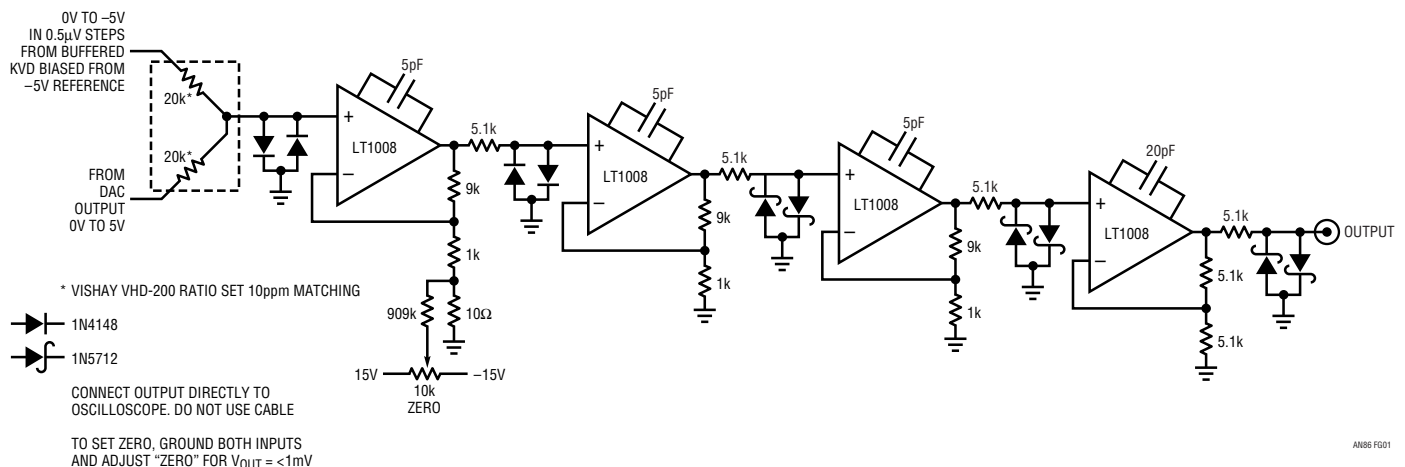 0V TO –5V
IN 0.5µV STEPS
FROM BUFFERED
KVD BIASED FROM
–5V REFERENCE
20k*
20k*
FROM
DAC
OUTPUT
0V TO 5V
+
–
LT1008
5pF
5.1k
9k
1k
909k
10Ω
15V
–15V
10k
ZERO
+
–
LT1008
5pF
5.1k
9k
1k
+
–
LT1008
5pF
5.1k
9k
1k
+
–
LT1008
20pF
5.1k
5.1k
5.1k
OUTPUT
* VISHAY VHD-200 RATIO SET 10ppm MATCHING
1N4148
1N5712
CONNECT OUTPUT DIRECTLY TO
OSCILLOSCOPE. DO NOT USE CABLE
TO SET ZERO, GROUND BOTH INPUTS
AND ADJUST “ZERO” FOR VOUT = <1mV
AN86 FG01